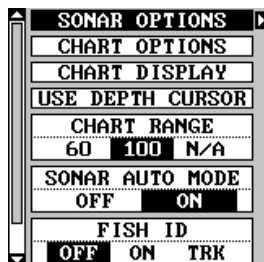 SONAR OPTIONS
CHART OPTIONS
CHART DISPLAY
USE DEPTH CURSOR
CHART RANGE
60 100 N/A
SONAR AUTO MODE
OFF ON
FISH ID
OFF ON TRK